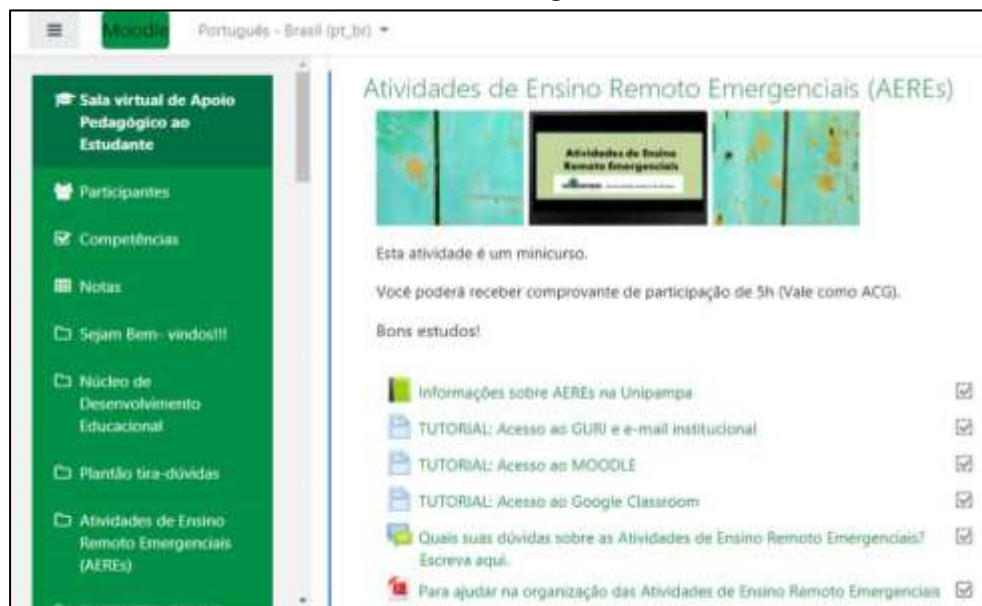 Moodle
Português - Brasil (pt_br)
Sala virtual de Apoio
Pedagógico ao
Estudante
Participantes
Competências
Notas
Sejam Bem- vindos!!!
Núcleo de
Desenvolvimento
Educacional
Plantão tira-dúvidas
Atividades de Ensino
Remoto Emergenciais
(AEREs)
Atividades de Ensino Remoto Emergenciais (AEREs)
Atividades de Ensino
Remoto Emergenciais
Esta atividade é um minicurso.
Você poderá receber comprovante de participação de 5h (Vale como ACG).
Bons estudos!
Informações sobre AEREs na Unipampa
TUTORIAL: Acesso ao GURI e e-mail institucional
TUTORIAL: Acesso ao MOODLE
TUTORIAL: Acesso ao Google Classroom
Quais suas dúvidas sobre as Atividades de Ensino Remoto Emergenciais?
Escreva aqui.
Para ajudar na organização das Atividades de Ensino Remoto Emergenciais